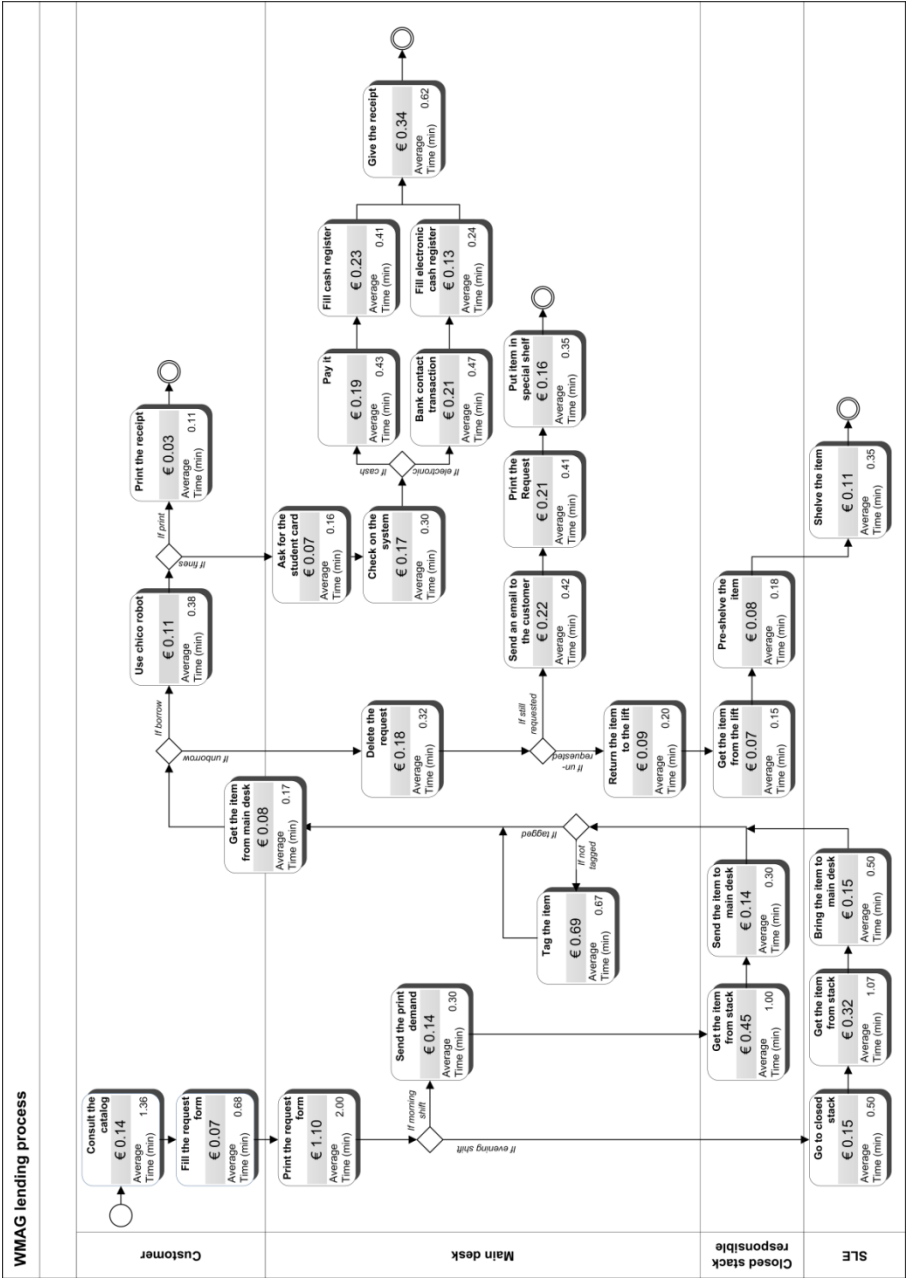 WMAG lending process
Customer
Consult the
catalog
€ 0.14
Average
Time (min)
1.36
Fill the request
form
€ 0.07
Average
Time (min)
0.68
Use chico robot
€ 0.11
Average
Time (min)
0.38
Print the receipt
€ 0.03
Average
Time (min)
0.11
If borrow
If unborrow
If print
If fines
Get the item
from main desk
€ 0.08
Average
Time (min)
0.17
Main desk
Print the request
form
€ 1.10
Average
Time (min)
2.00
If morning
shift
If evening shift
Send the print
demand
€ 0.14
Average
Time (min)
0.30
Tag the item
€ 0.69
Average
Time (min)
0.67
If not
tagged
If tagged
Delete the
request
€ 0.18
Average
Time (min)
0.32
If still
requested
If un-
requested
Return the item
to the lift
€ 0.09
Average
Time (min)
0.20
Ask for the
student card
€ 0.07
Average
Time (min)
0.16
Check on the
system
€ 0.17
Average
Time (min)
0.30
If cash
If electronic
Pay it
€ 0.19
Average
Time (min)
0.43
Fill cash register
€ 0.23
Average
Time (min)
0.41
Bank contact
transaction
€ 0.21
Average
Time (min)
0.47
Fill electronic
cash register
€ 0.13
Average
Time (min)
0.24
Give the receipt
€ 0.34
Average
Time (min)
0.62
Send an email to
the customer
€ 0.22
Average
Time (min)
0.42
Print the
Request
€ 0.21
Average
Time (min)
0.41
Put item in
special shelf
€ 0.16
Average
Time (min)
0.35
Closed stack
responsible
Get the item
from stack
€ 0.45
Average
Time (min)
1.00
Send the item to
main desk
€ 0.14
Average
Time (min)
0.30
Get the item
from the lift
€ 0.07
Average
Time (min)
0.15
Pre-shelve the
item
€ 0.08
Average
Time (min)
0.18
SLE
Go to closed
stack
€ 0.15
Average
Time (min)
0.50
Get the item
from stack
€ 0.32
Average
Time (min)
1.07
Bring the item to
main desk
€ 0.15
Average
Time (min)
0.50
Shelve the item
€ 0.11
Average
Time (min)
0.35